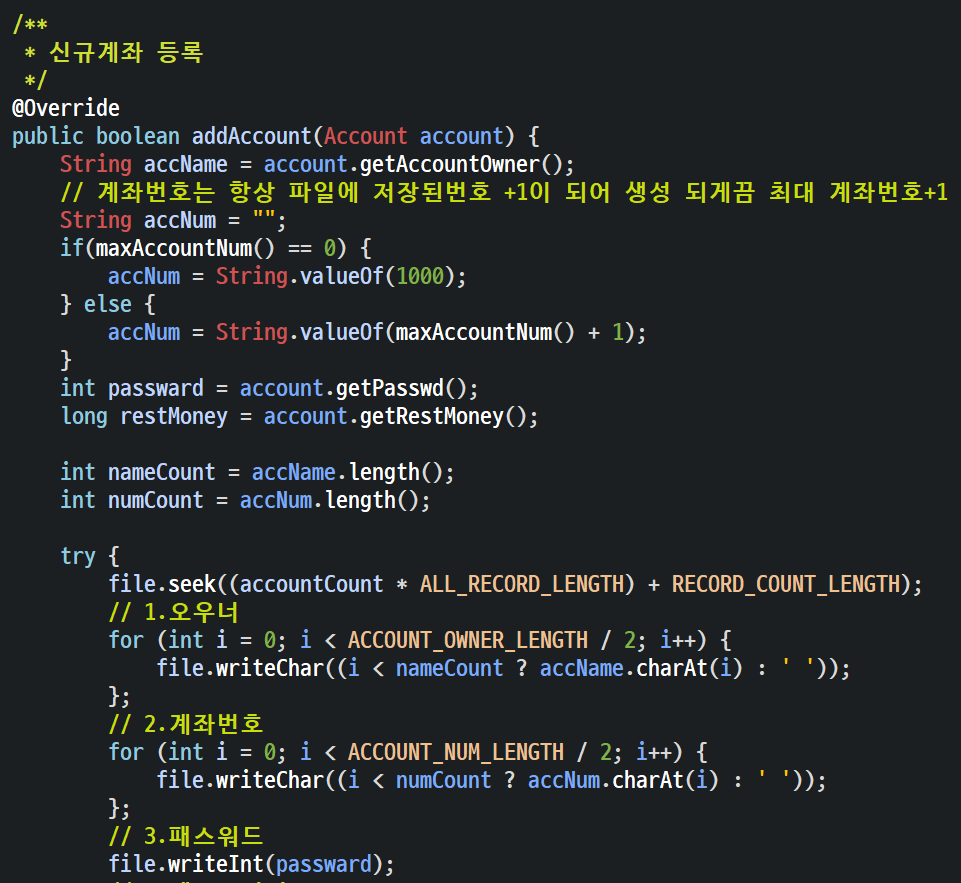 /**
 * 신규계좌 등록
 */
@Override
public boolean addAccount(Account account) {
    String accName = account.getAccountOwner();
    // 계좌번호는 항상 파일에 저장된번호 +1이 되어 생성 되게끔 최대 계좌번호+1
    String accNum = "";
    if(maxAccountNum() == 0) {
        accNum = String.valueOf(1000);
    } else {
        accNum = String.valueOf(maxAccountNum() + 1);
    }
    int passward = account.getPasswd();
    long restMoney = account.getRestMoney();

    int nameCount = accName.length();
    int numCount = accNum.length();

    try {
        file.seek((accountCount * ALL_RECORD_LENGTH) + RECORD_COUNT_LENGTH);
        // 1.오우너
        for (int i = 0; i < ACCOUNT_OWNER_LENGTH / 2; i++) {
            file.writeChar((i < nameCount ? accName.charAt(i) : ' '));
        };
        // 2.계좌번호
        for (int i = 0; i < ACCOUNT_NUM_LENGTH / 2; i++) {
            file.writeChar((i < numCount ? accNum.charAt(i) : ' '));
        };
        // 3.패스워드
        file.writeInt(passward);